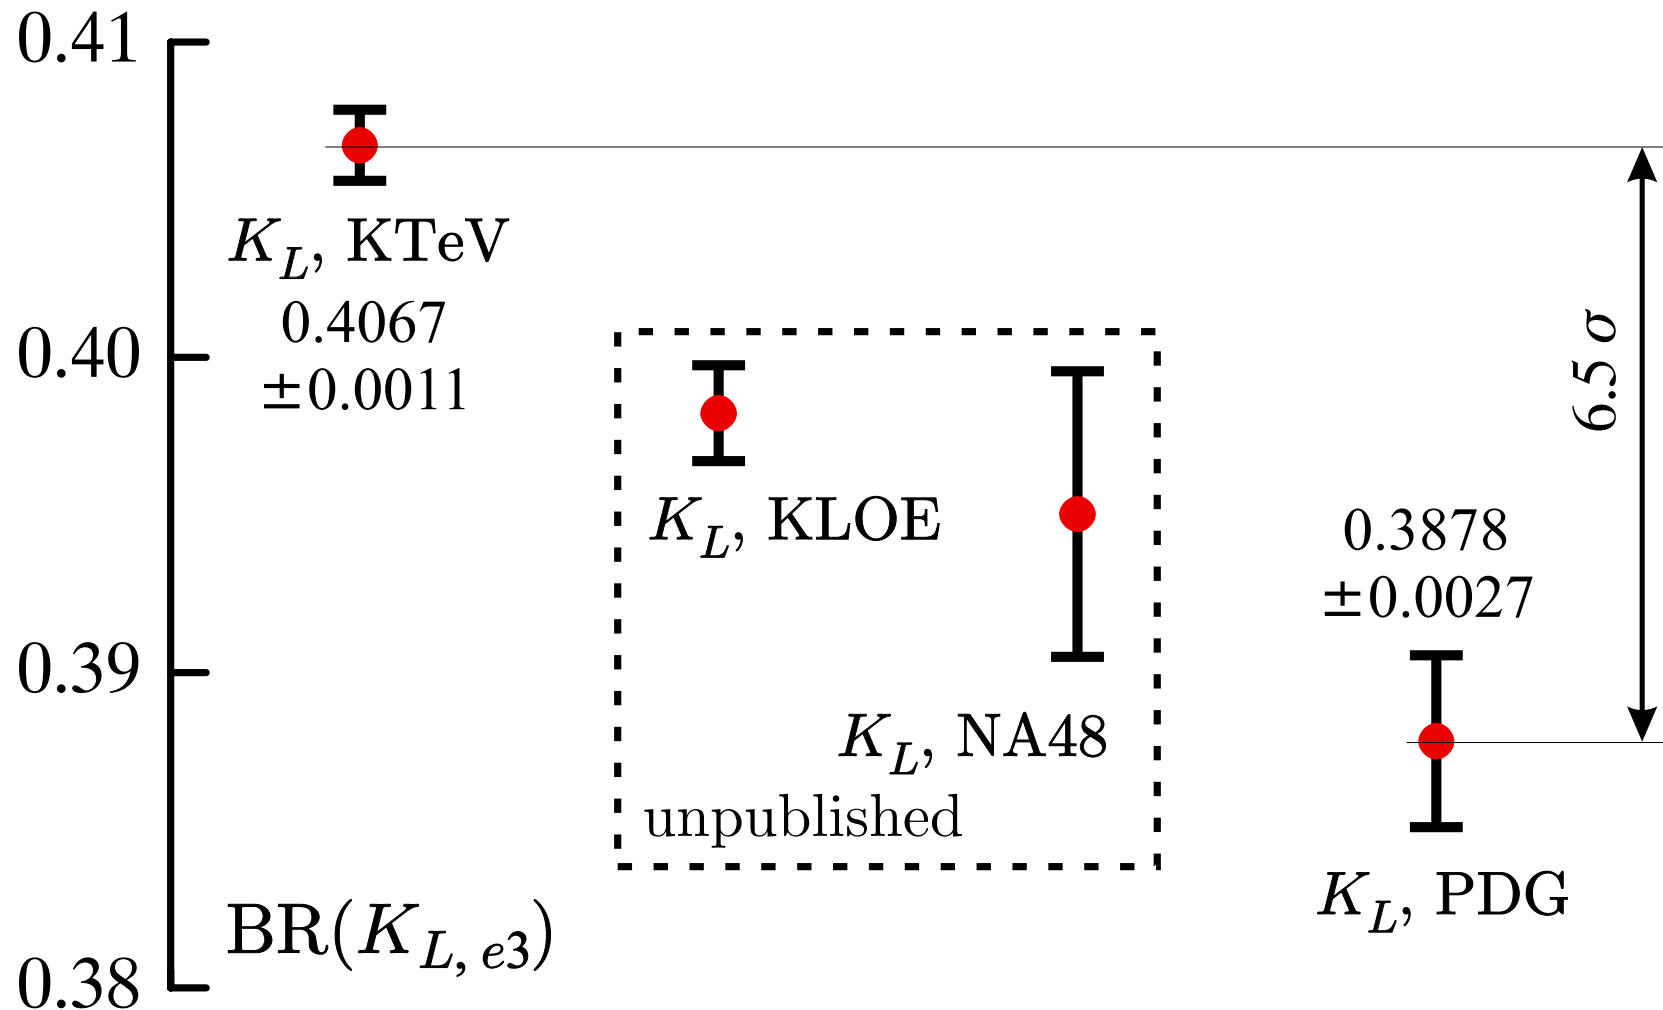 0.41
K_L, KTeV
0.4067
±0.0011
0.40
6.5 σ
K_L, KLOE
0.3878
±0.0027
0.39
K_L, NA48
unpublished
K_L, PDG
BR(K_L, e3)
0.38